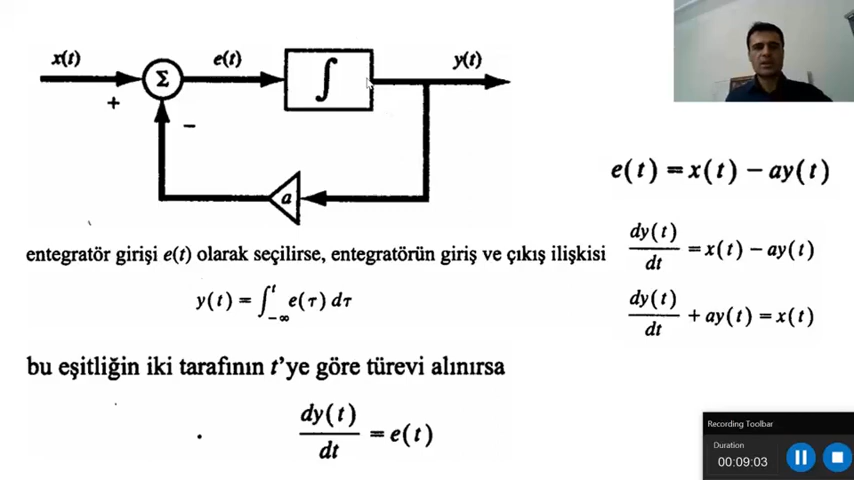 x(t)
e(t)
y(t)
Σ
∫
+
−
a
e(t) = x(t) − ay(t)
entegratör girişi e(t) olarak seçilirse, entegratörün giriş ve çıkış ilişkisi
dy(t)/dt = x(t) − ay(t)
y(t) = ∫_{-∞}^{t} e(τ) dτ
dy(t)/dt + ay(t) = x(t)
bu eşitliğin iki tarafının t'ye göre türevi alınırsa
dy(t)/dt = e(t)
Recording Toolbar
Duration
00:09:03